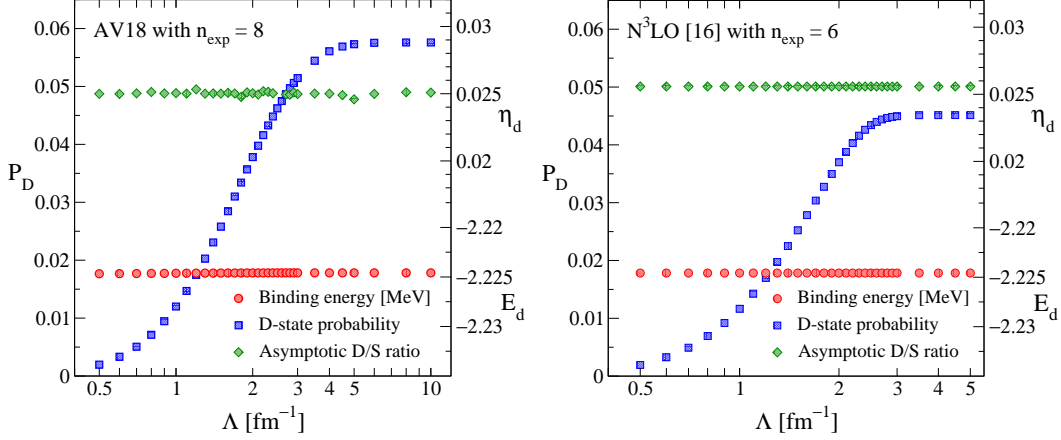 AV18 with n_exp = 8
P_D
0.06
0.05
0.04
0.03
0.02
0.01
0
0.03
0.025
0.02
η_d
−2.22
−2.225
−2.23
E_d
Binding energy [MeV]
D-state probability
Asymptotic D/S ratio
0.5 1 2 3 4 5 10
Λ [fm⁻¹]
N³LO [16] with n_exp = 6
P_D
0.06
0.05
0.04
0.03
0.02
0.01
0
0.03
0.025
0.02
η_d
−2.22
−2.225
−2.23
E_d
Binding energy [MeV]
D-state probability
Asymptotic D/S ratio
0.5 1 2 3 4 5
Λ [fm⁻¹]